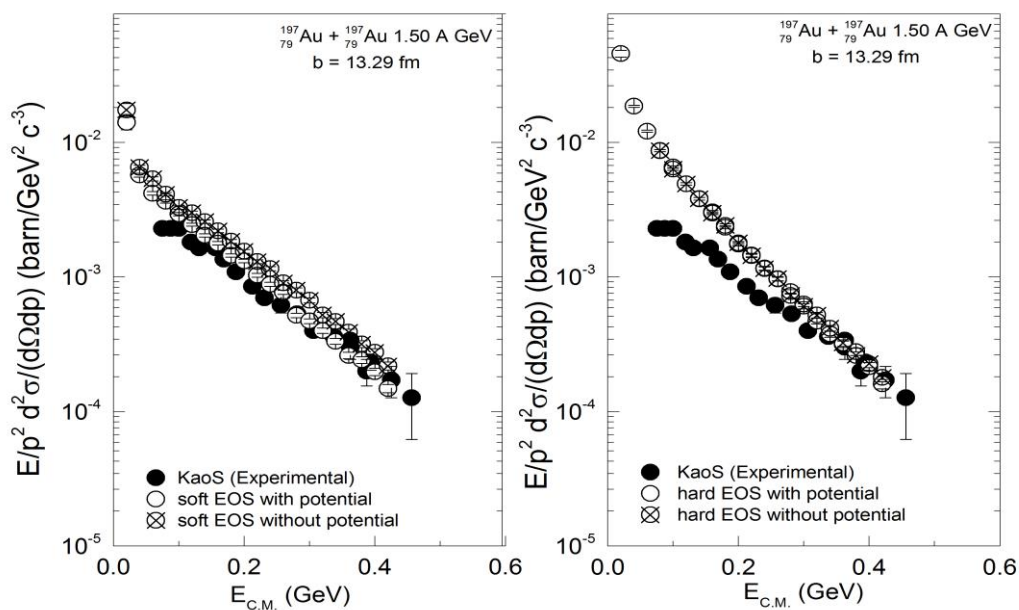 ¹⁹⁷₇₉Au + ¹⁹⁷₇₉Au 1.50 A GeV
b = 13.29 fm
10⁻²
10⁻³
10⁻⁴
10⁻⁵
E/p² d²σ/(dΩdp) (barn/GeV² c⁻³)
KaoS (Experimental)
soft EOS with potential
soft EOS without potential
0.0 0.2 0.4 0.6
E_C.M. (GeV)
¹⁹⁷₇₉Au + ¹⁹⁷₇₉Au 1.50 A GeV
b = 13.29 fm
10⁻²
10⁻³
10⁻⁴
10⁻⁵
E/p² d²σ/(dΩdp) (barn/GeV² c⁻³)
KaoS (Experimental)
hard EOS with potential
hard EOS without potential
0.0 0.2 0.4 0.6
E_C.M. (GeV)